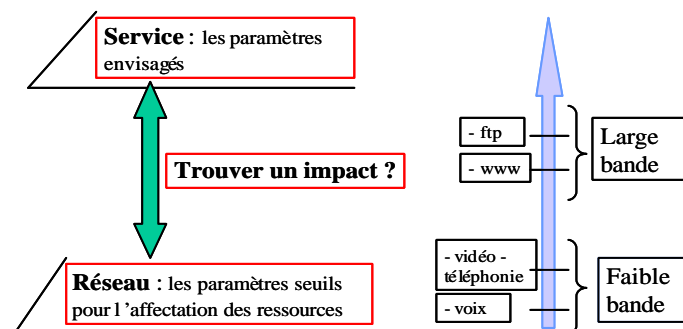 Service : les paramètres
envisagés
Trouver un impact ?
Réseau : les paramètres seuils
pour l'affectation des ressources
- ftp
- www
Large
bande
- vidéo -
téléphonie
- voix
Faible
bande